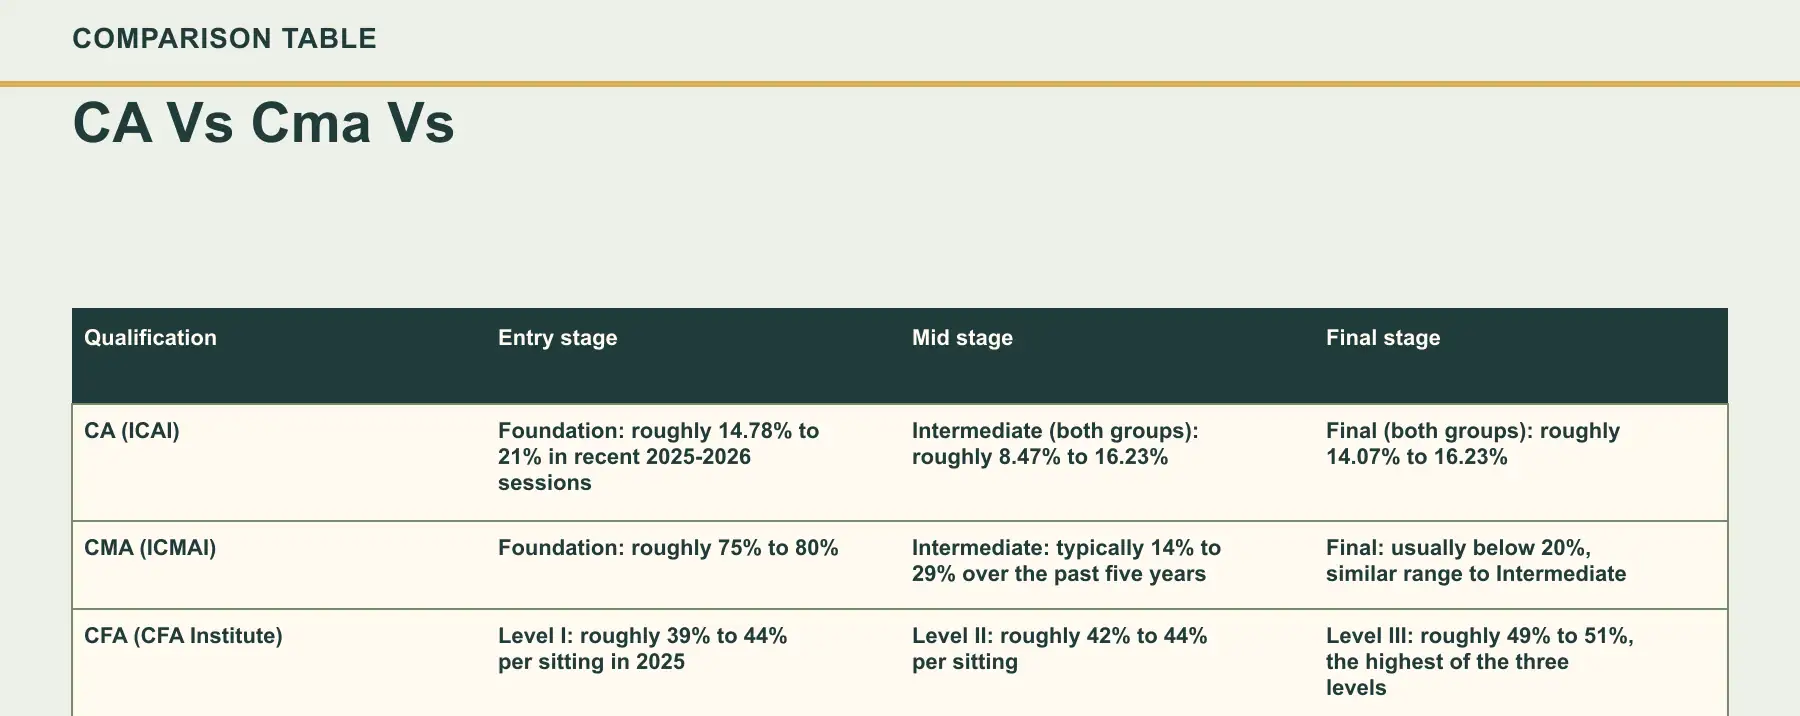 COMPARISON TABLE
CA Vs Cma Vs
Qualification
Entry stage
Mid stage
Final stage
CA (ICAI)
Foundation: roughly 14.78% to
21% in recent 2025-2026
sessions
Intermediate (both groups):
roughly 8.47% to 16.23%
Final (both groups): roughly
14.07% to 16.23%
CMA (ICMAI)
Foundation: roughly 75% to 80%
Intermediate: typically 14% to
29% over the past five years
Final: usually below 20%,
similar range to Intermediate
CFA (CFA Institute)
Level I: roughly 39% to 44%
per sitting in 2025
Level II: roughly 42% to 44%
per sitting
Level III: roughly 49% to 51%,
the highest of the three
levels